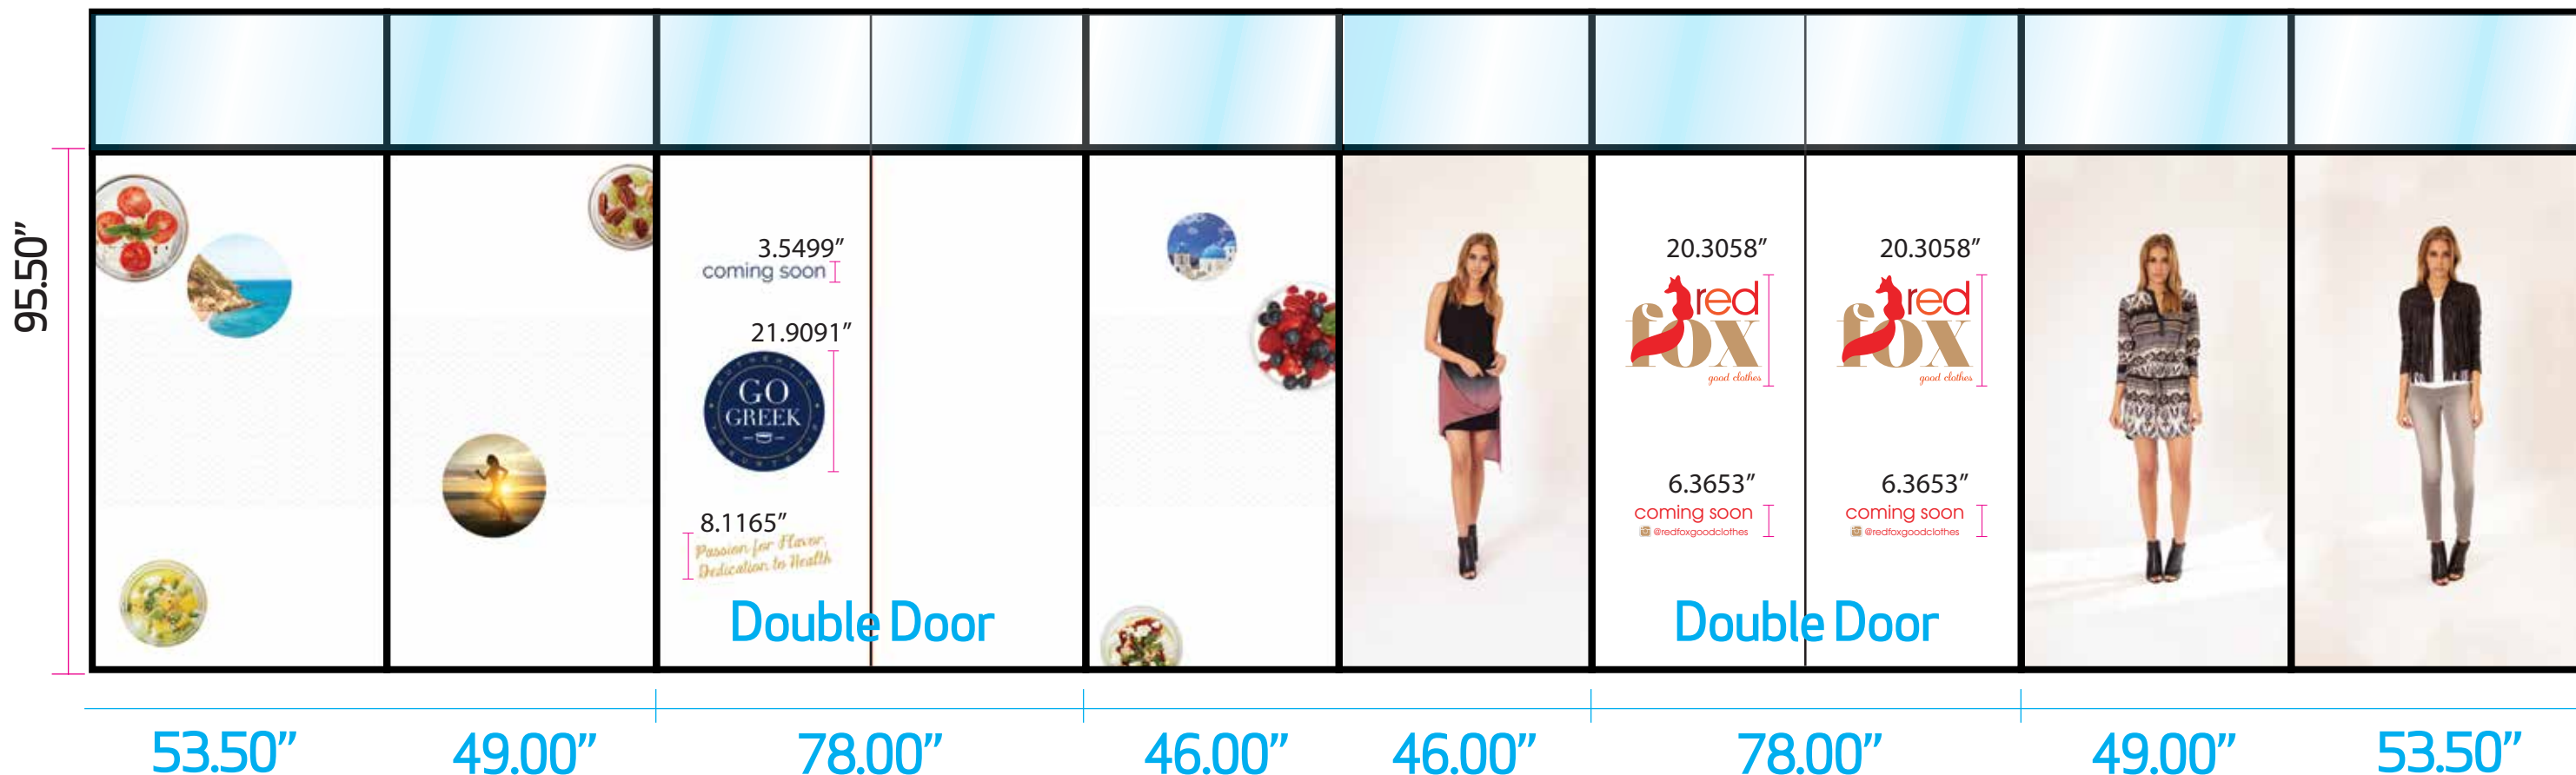 95.50”
3.5499”
coming soon
21.9091”
AUTHENTIC
GO
GREEK
YOGURTERIA
8.1165”
Passion for Flavor,
Dedication to Health
Double Door
20.3058”
red
fox
good clothes
6.3653”
coming soon
@redfoxgoodclothes
20.3058”
red
fox
good clothes
6.3653”
coming soon
@redfoxgoodclothes
Double Door
53.50”
49.00”
78.00”
46.00”
46.00”
78.00”
49.00”
53.50”